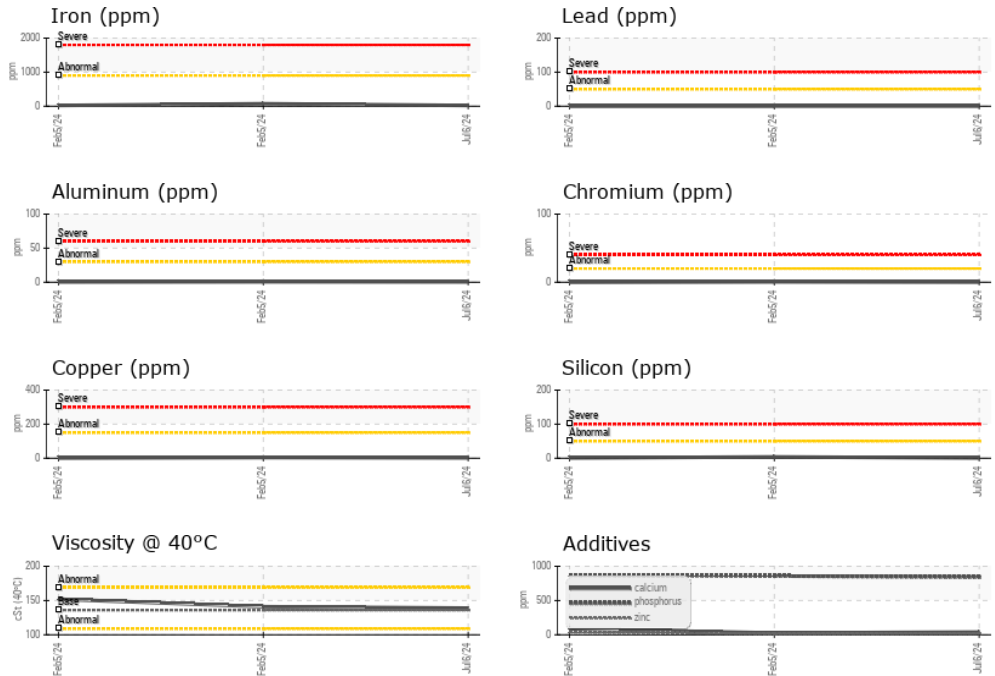 Iron (ppm)
2000
1000
0
ppm
Severe
Abnormal
Feb5/24
Feb5/24
Jul6/24
Lead (ppm)
200
100
0
ppm
Severe
Abnormal
Feb5/24
Feb5/24
Jul6/24
Aluminum (ppm)
100
50
0
ppm
Severe
Abnormal
Feb5/24
Feb5/24
Jul6/24
Chromium (ppm)
100
50
0
ppm
Severe
Abnormal
Feb5/24
Feb5/24
Jul6/24
Copper (ppm)
400
200
0
ppm
Severe
Abnormal
Feb5/24
Feb5/24
Jul6/24
Silicon (ppm)
200
100
0
ppm
Severe
Abnormal
Feb5/24
Feb5/24
Jul6/24
Viscosity @ 40°C
200
150
100
cSt (40°C)
Abnormal
Base
Abnormal
Feb5/24
Feb5/24
Jul6/24
Additives
1000
500
0
ppm
calcium
phosphorus
zinc
Feb5/24
Feb5/24
Jul6/24